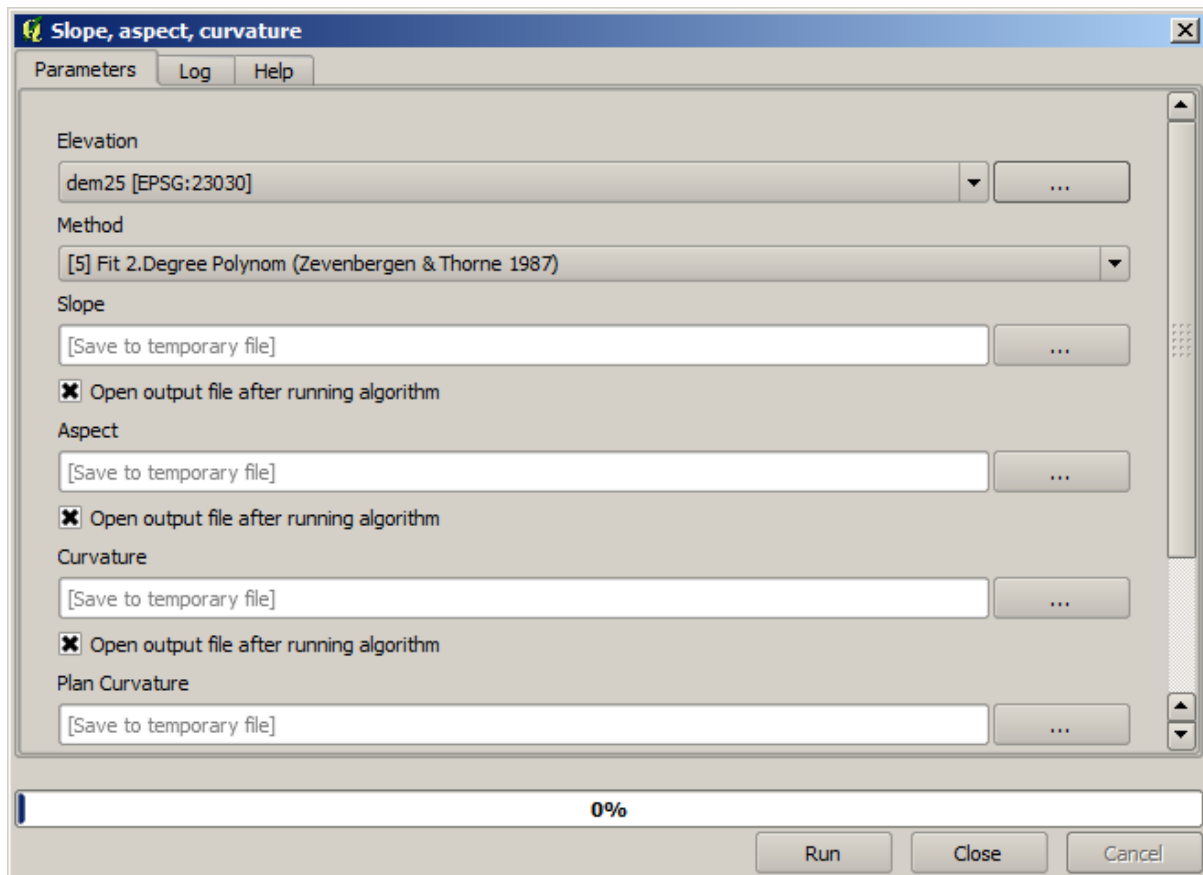 Slope, aspect, curvature
Parameters Log Help
Elevation
dem25 [EPSG:23030] ...
Method
[5] Fit 2.Degree Polynom (Zevenbergen & Thorne 1987)
Slope
[Save to temporary file] ...
Open output file after running algorithm
Aspect
[Save to temporary file] ...
Open output file after running algorithm
Curvature
[Save to temporary file] ...
Open output file after running algorithm
Plan Curvature
[Save to temporary file] ...
0%
Run Close Cancel